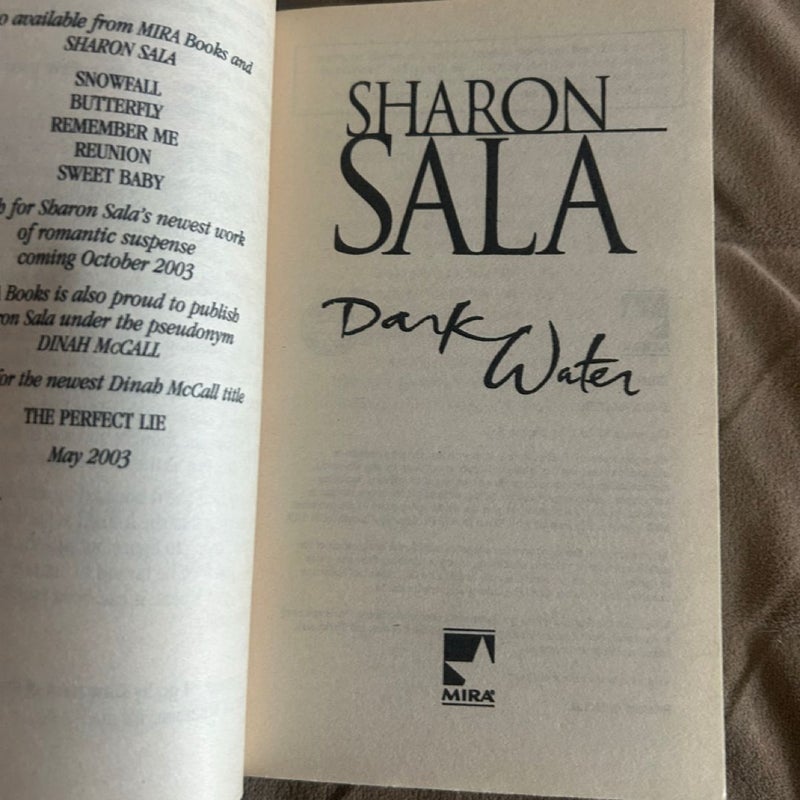 available from MIRA Books and
SHARON SALA
SNOWFALL
BUTTERFLY
REMEMBER ME
REUNION
SWEET BABY
for Sharon Sala's newest work
of romantic suspense
coming October 2003
Books is also proud to publish
Sala under the pseudonym
DINAH McCALL
for the newest Dinah McCall title
THE PERFECT LIE
May 2003
SHARON
SALA
Dark
Water
MIRA®